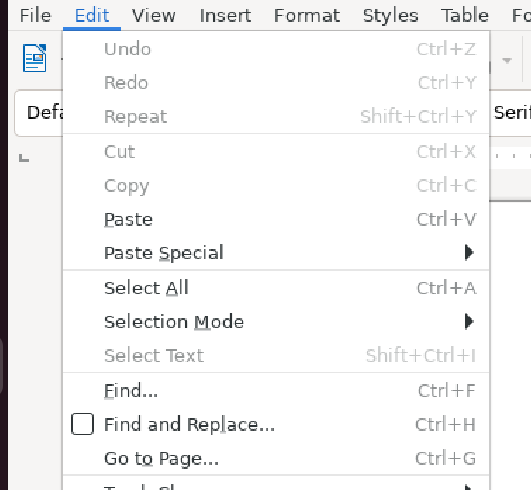 File Edit View Insert Format Styles Table
Undo Ctrl+Z
Redo Ctrl+Y
Repeat Shift+Ctrl+Y
Cut Ctrl+X
Copy Ctrl+C
Paste Ctrl+V
Paste Special
Select All Ctrl+A
Selection Mode
Select Text Shift+Ctrl+I
Find... Ctrl+F
Find and Replace... Ctrl+H
Go to Page... Ctrl+G